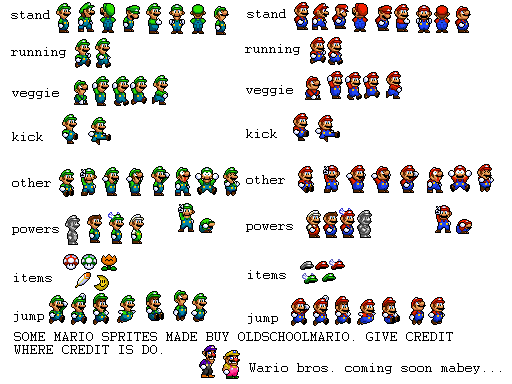 stand stand
running running
veggie veggie
kick kick
other other
powers powers
items items
jump jump
SOME MARIO SPRITES MADE BUY OLDSCHOOLMARIO. GIVE CREDIT
WHERE CREDIT IS DO.
Wario bros. coming soon mabey...